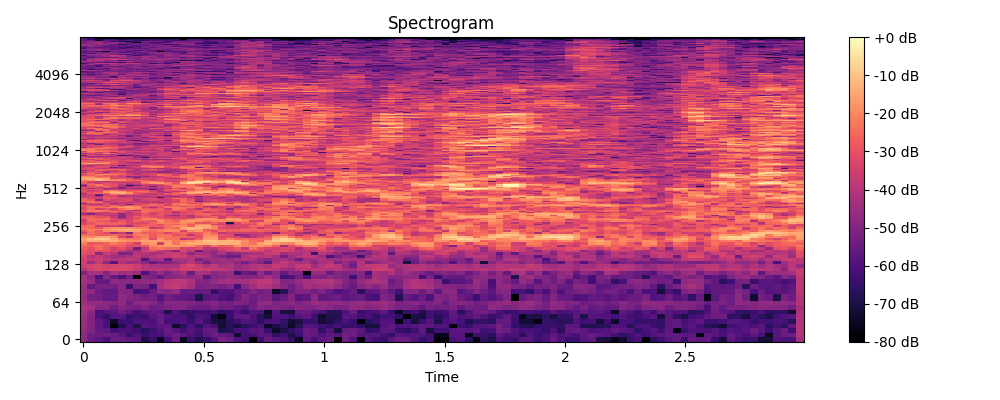 Spectrogram
4096
2048
1024
512
256
128
64
0
Hz
0
0.5
1
1.5
2
2.5
Time
+0 dB
-10 dB
-20 dB
-30 dB
-40 dB
-50 dB
-60 dB
-70 dB
-80 dB